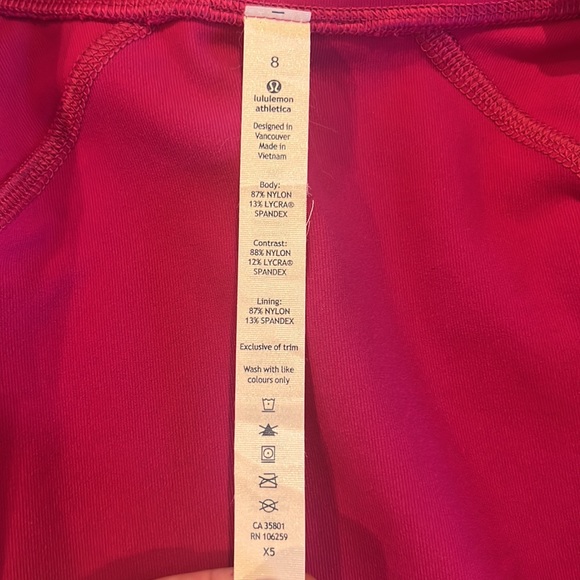 8
lululemon
athletica
Designed in
Vancouver
Made in
Vietnam
Body:
87% NYLON
13% LYCRA®
SPANDEX
Contrast:
88% NYLON
12% LYCRA®
SPANDEX
Lining:
87% NYLON
13% SPANDEX
Exclusive of trim
Wash with like
colours only
CA 35801
RN 106259
X5